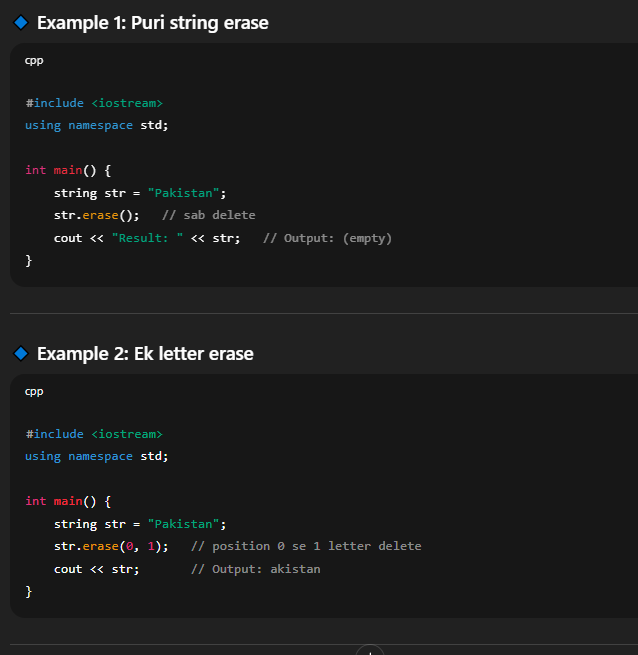 Example 1: Puri string erase
cpp
#include <iostream>
using namespace std;
int main() {
    string str = "Pakistan";
    str.erase();   // sab delete
    cout << "Result: " << str;   // Output: (empty)
}
Example 2: Ek letter erase
cpp
#include <iostream>
using namespace std;
int main() {
    string str = "Pakistan";
    str.erase(0, 1);   // position 0 se 1 letter delete
    cout << str;       // Output: akistan
}